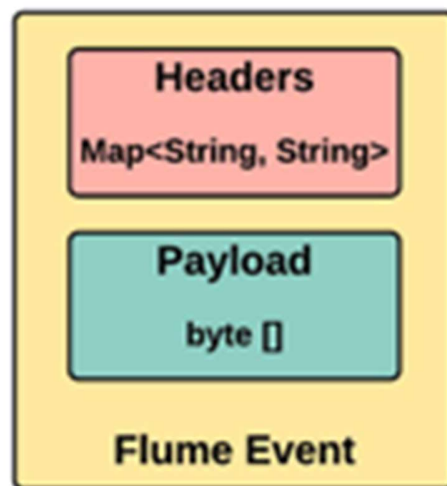 Headers
Map<String, String>
Payload
byte []
Flume Event